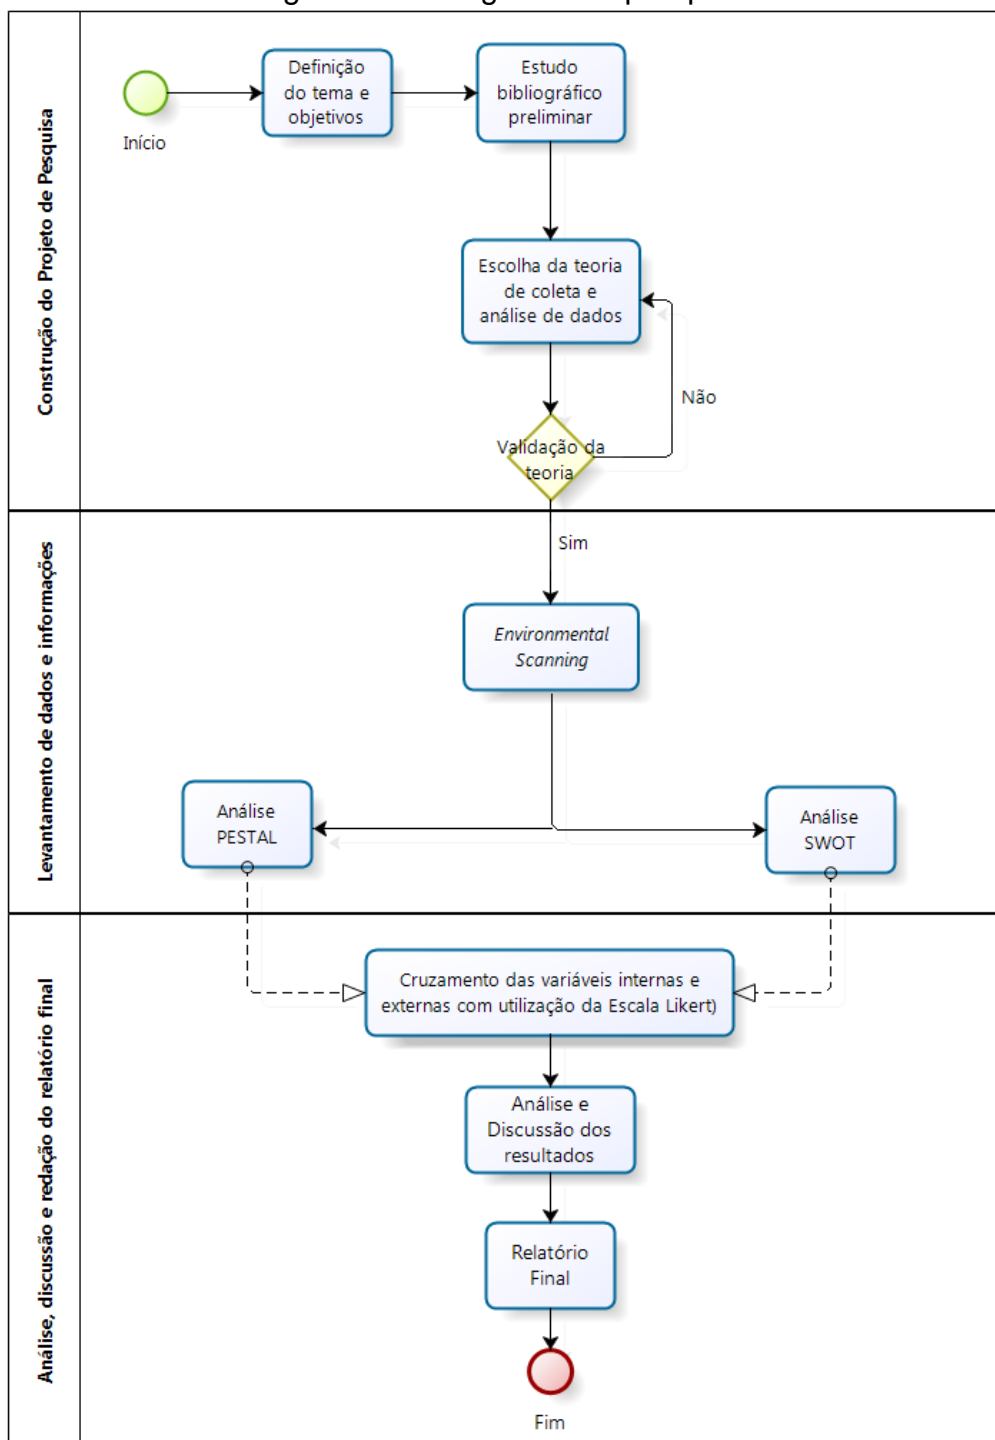 Construção do Projeto de Pesquisa
Início
Definição
do tema e
objetivos
Estudo
bibliográfico
preliminar
Escolha da teoria
de coleta e
análise de dados
Não
Validação da
teoria
Levantamento de dados e informações
Sim
Environmental
Scanning
Análise
PESTAL
Análise
SWOT
Análise, discussão e redação do relatório final
Cruzamento das variáveis internas e
externas com utilização da Escala Likert)
Análise e
Discussão dos
resultados
Relatório
Final
Fim